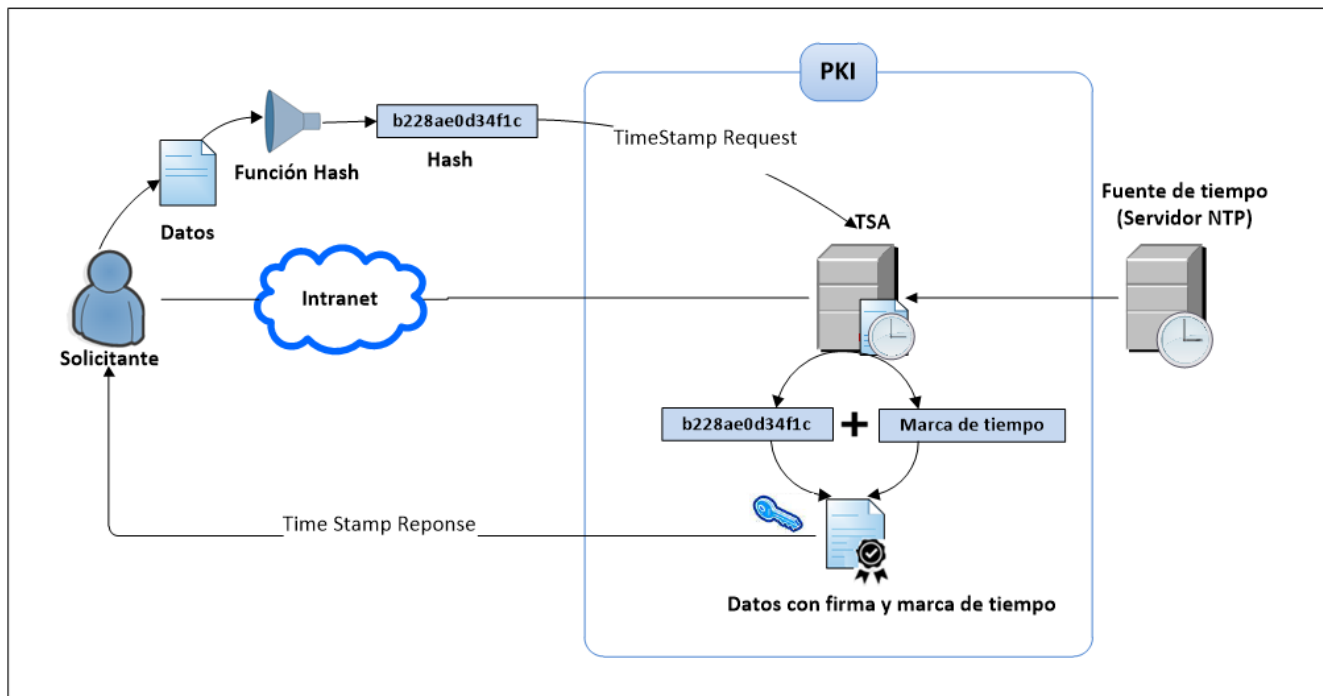 PKI
b228ae0d34f1c
TimeStamp Request
Función Hash
Hash
Datos
Fuente de tiempo
(Servidor NTP)
TSA
Intranet
Solicitante
b228ae0d34f1c
+
Marca de tiempo
Time Stamp Reponse
Datos con firma y marca de tiempo